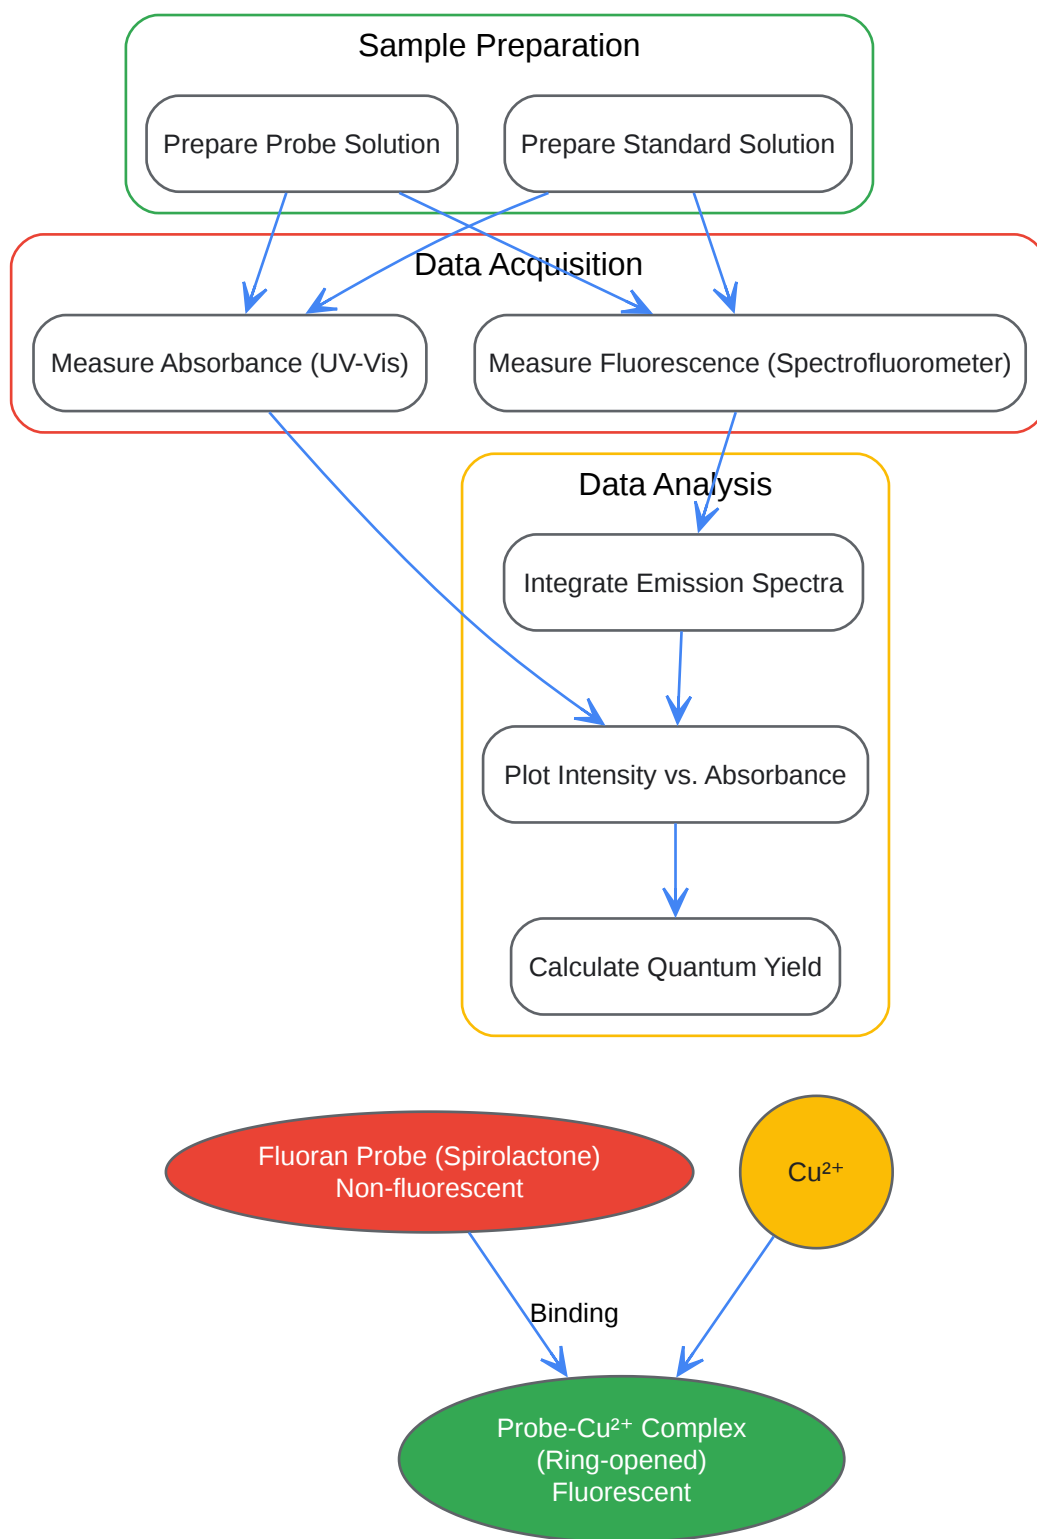 Sample Preparation
Prepare Probe Solution
Prepare Standard Solution
Data Acquisition
Measure Absorbance (UV-Vis)
Measure Fluorescence (Spectrofluorometer)
Data Analysis
Integrate Emission Spectra
Plot Intensity vs. Absorbance
Calculate Quantum Yield
Fluoran Probe (Spirolactone)
Non-fluorescent
Cu²⁺
Binding
Probe-Cu²⁺ Complex
(Ring-opened)
Fluorescent